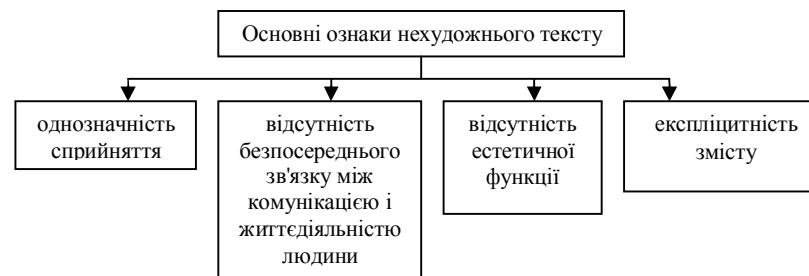 Основні ознаки нехудожнього тексту
однозначність
сприйняття
відсутність
безпосереднього
зв'язку між
комунікацією і
життєдіяльністю
людини
відсутність
естетичної
функції
експліцитність
змісту